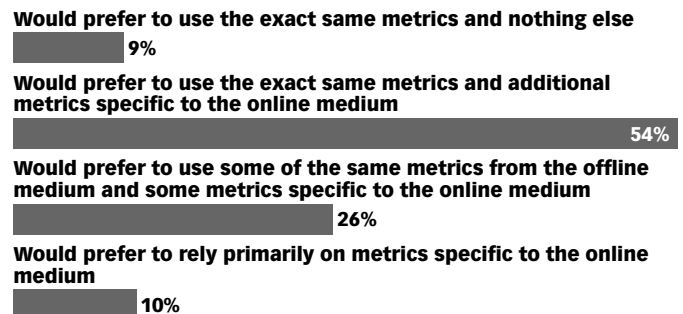 Would prefer to use the exact same metrics and nothing else
9%
Would prefer to use the exact same metrics and additional
metrics specific to the online medium
54%
Would prefer to use some of the same metrics from the offline
medium and some metrics specific to the online medium
26%
Would prefer to rely primarily on metrics specific to the online
medium
10%